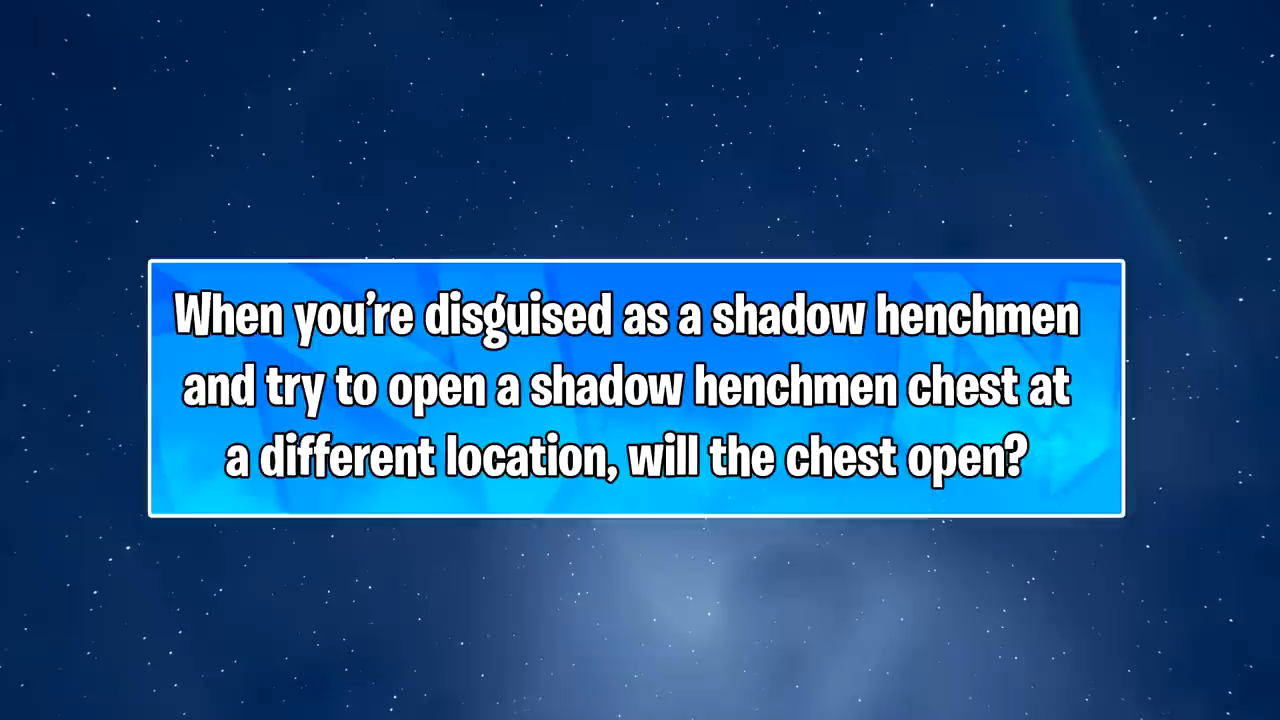 When you're disguised as a shadow henchmen
and try to open a shadow henchmen chest at
a different location, will the chest open?